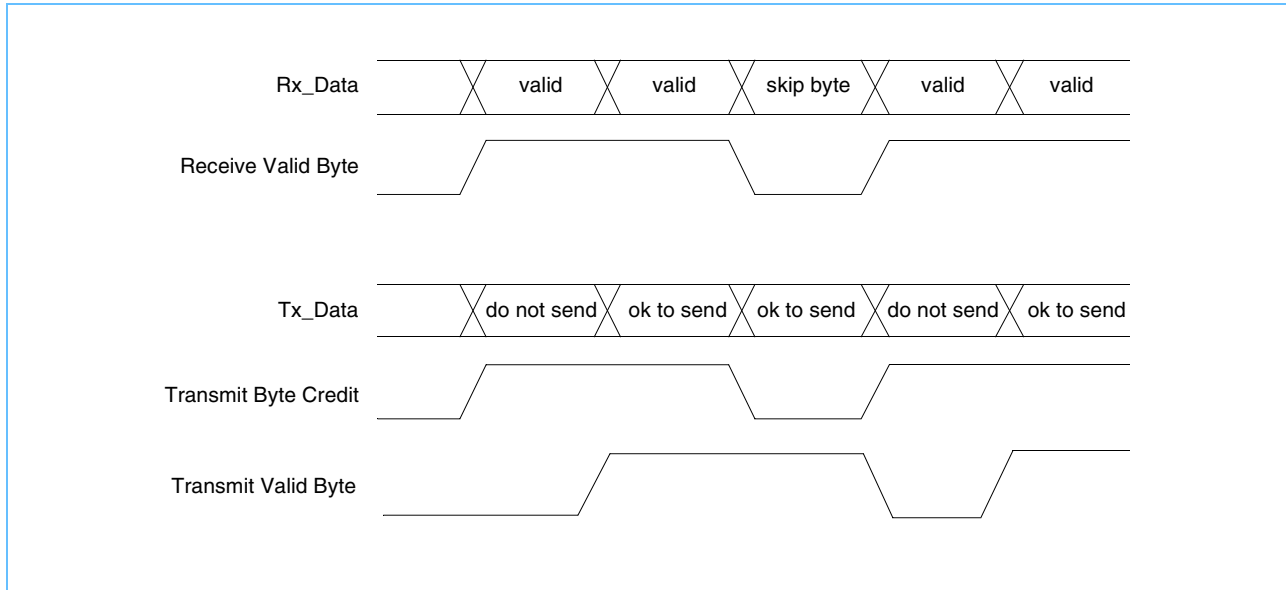 Rx_Data valid valid skip byte valid valid
Receive Valid Byte
Tx_Data do not send ok to send ok to send do not send ok to send
Transmit Byte Credit
Transmit Valid Byte